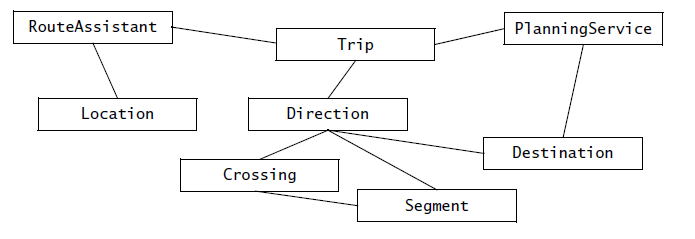 RouteAssistant
Trip
PlanningService
Location
Direction
Destination
Crossing
Segment